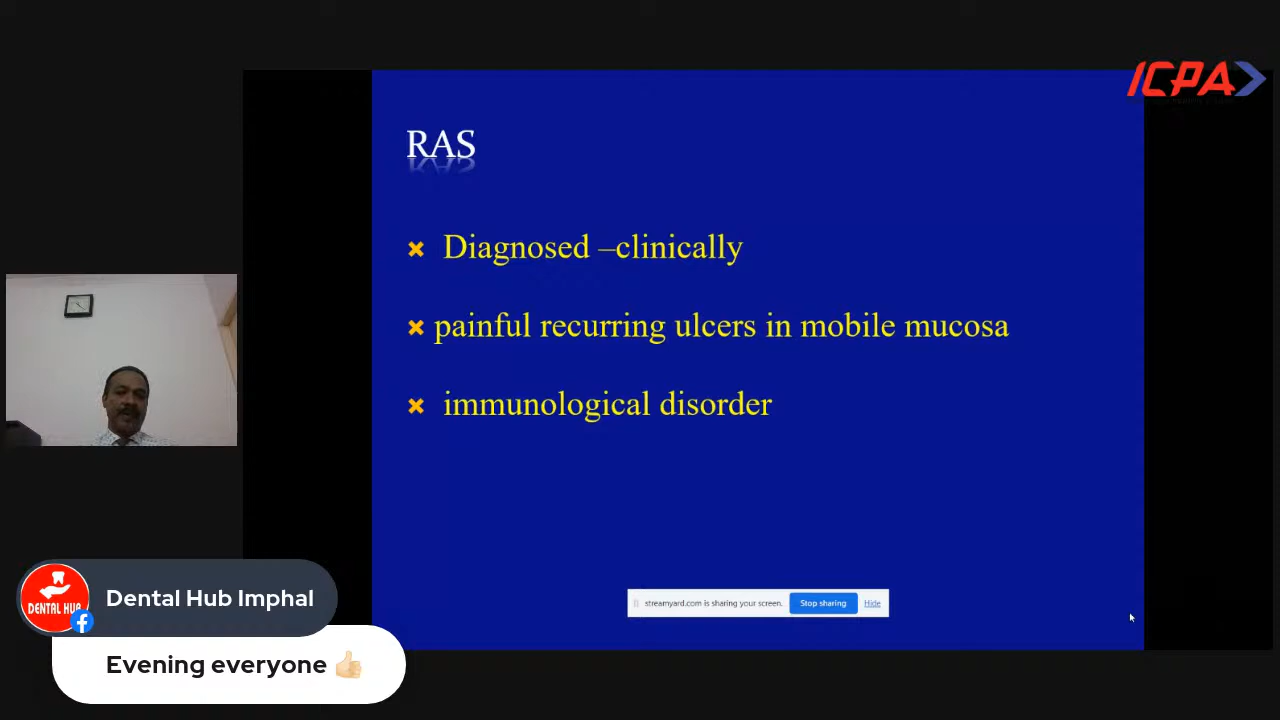 ICPA
RAS
Diagnosed –clinically
painful recurring ulcers in mobile mucosa
immunological disorder
streamyard.com is sharing your screen.
Stop sharing
Hide
DENTAL HUB
Dental Hub Imphal
Evening everyone 👍🏻